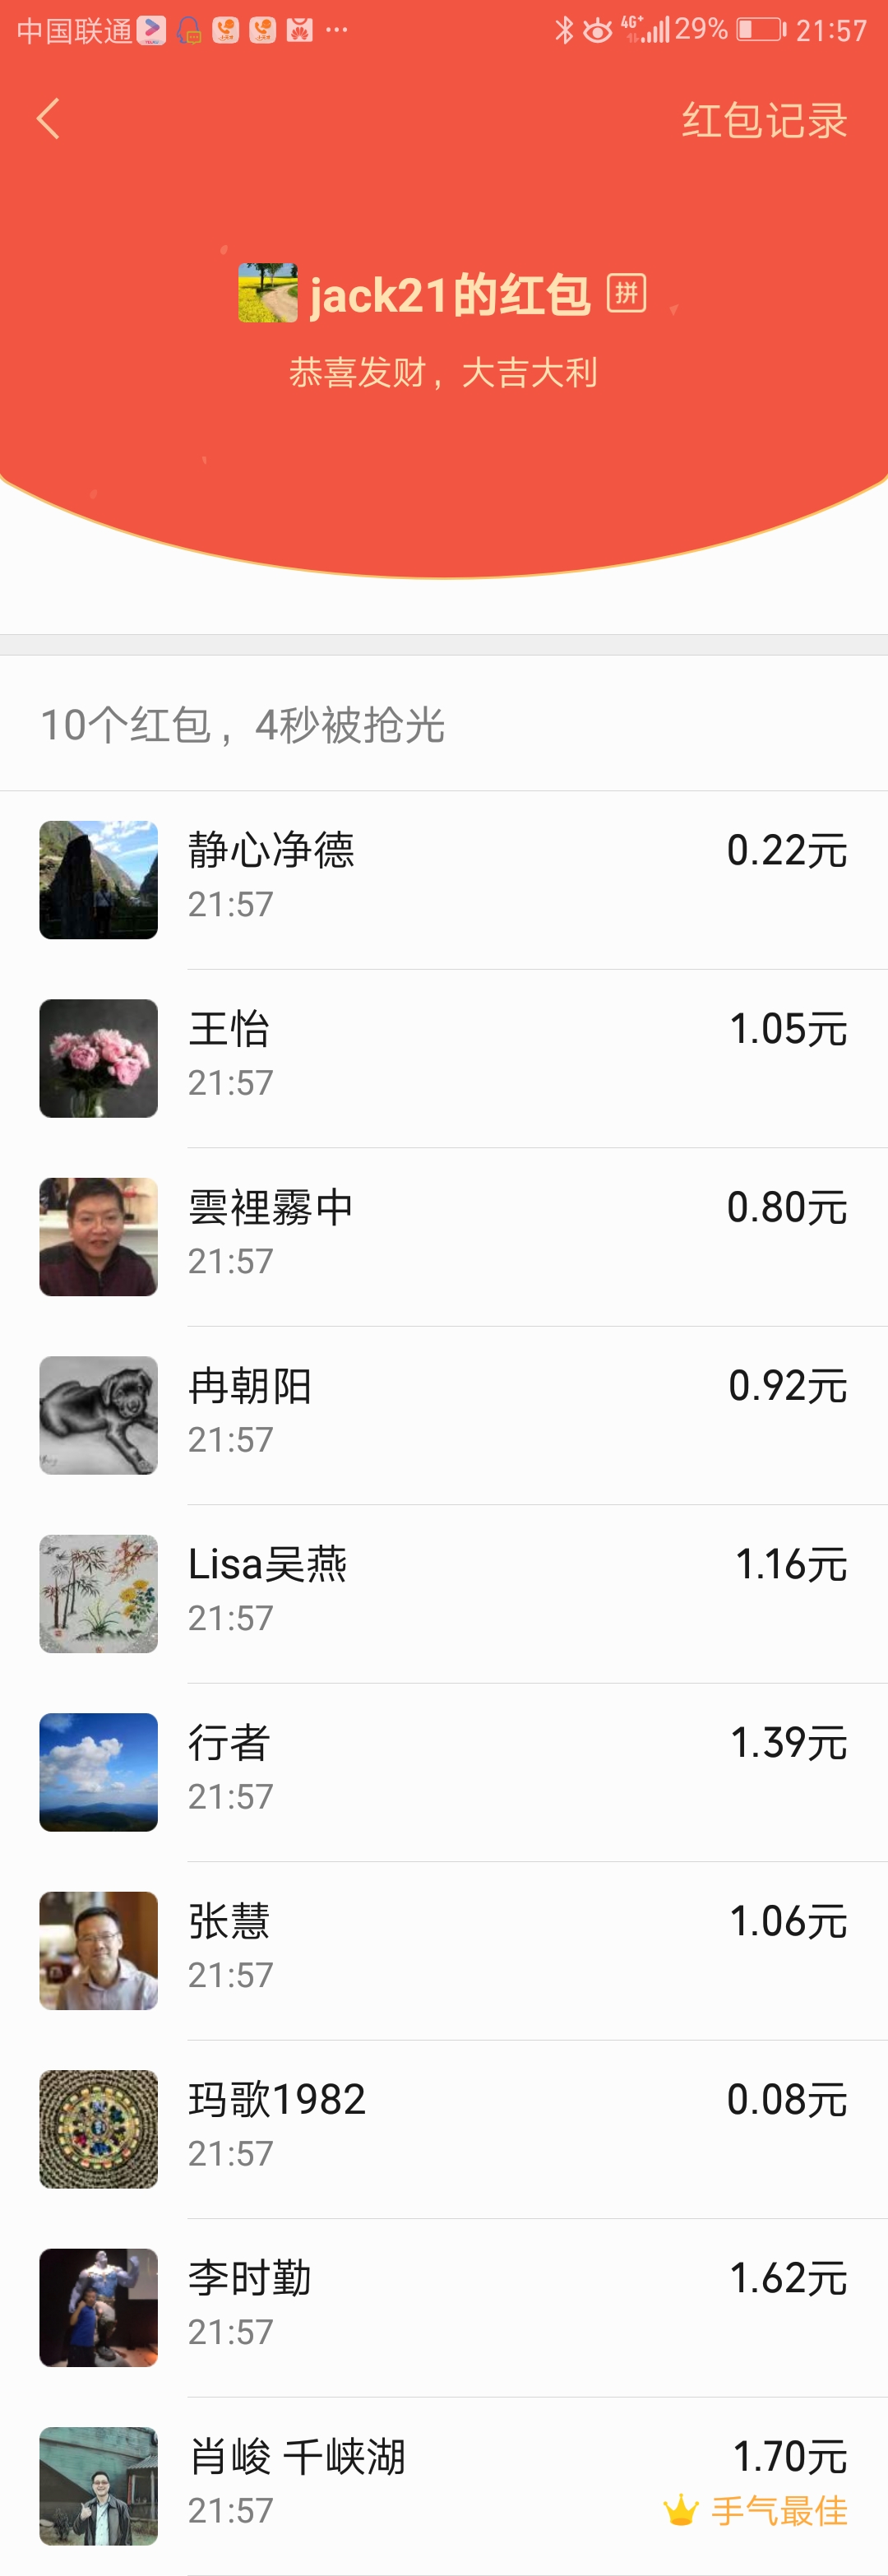 中国联通 ··· 4G+ 29% 21:57
红包记录
jack21的红包 拼
恭喜发财，大吉大利
10个红包，4秒被抢光
静心净德 0.22元
21:57
王怡 1.05元
21:57
雲裡霧中 0.80元
21:57
冉朝阳 0.92元
21:57
Lisa吴燕 1.16元
21:57
行者 1.39元
21:57
张慧 1.06元
21:57
玛歌1982 0.08元
21:57
李时勤 1.62元
21:57
肖峻 千峡湖 1.70元
21:57 手气最佳